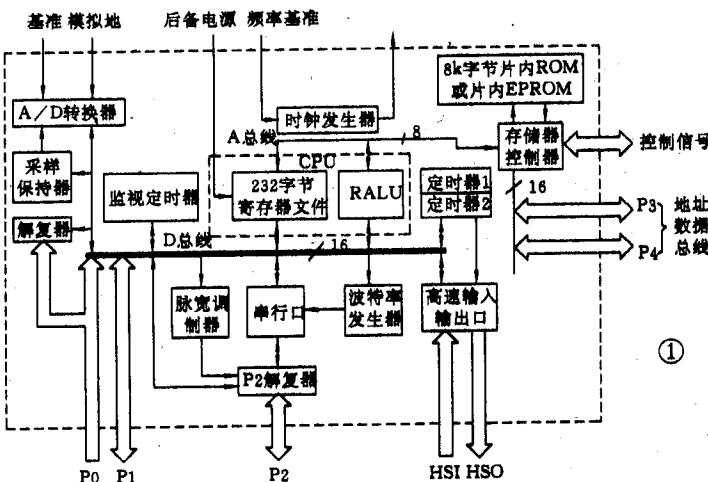 基准 模拟地 后备电源 频率基准
8k字节片内ROM
或片内EPROM
A/D转换器
时钟发生器
A总线
8
存储器
控制器
控制信号
CPU
采样
保持器
监视定时器
232字节
寄存器文件
RALU
定时器1
定时器2
16
P3
地址
数据
总线
P4
解复器
D总线
16
脉宽调
制器
串行口
波特率
发生器
高速输入
输出口
①
P2解复器
P0 P1 P2 HSI HSO